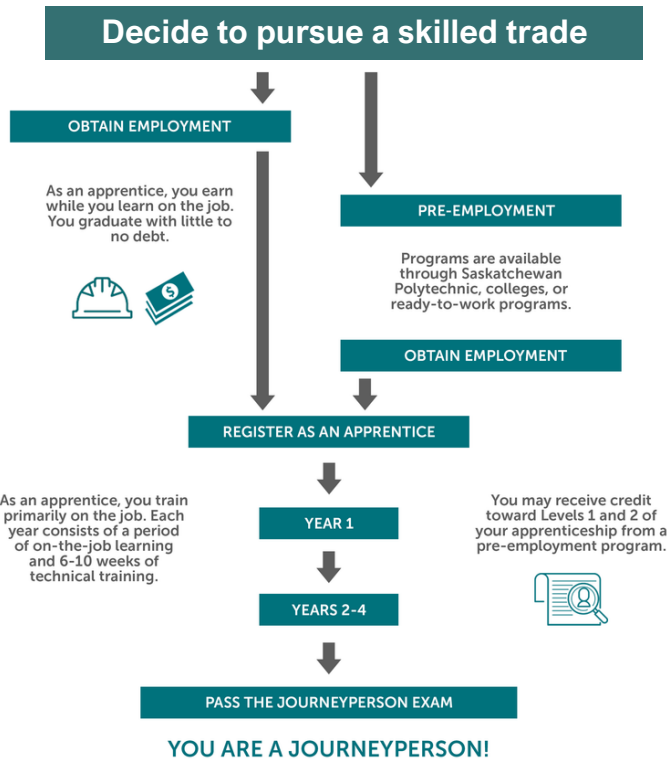 Decide to pursue a skilled trade
OBTAIN EMPLOYMENT
As an apprentice, you earn
while you learn on the job.
You graduate with little to
no debt.
$
PRE-EMPLOYMENT
Programs are available
through Saskatchewan
Polytechnic, colleges, or
ready-to-work programs.
OBTAIN EMPLOYMENT
REGISTER AS AN APPRENTICE
As an apprentice, you train
primarily on the job. Each
year consists of a period
of on-the-job learning
and 6-10 weeks of
technical training.
YEAR 1
You may receive credit
toward Levels 1 and 2 of
your apprenticeship from a
pre-employment program.
YEARS 2-4
PASS THE JOURNEYPERSON EXAM
YOU ARE A JOURNEYPERSON!